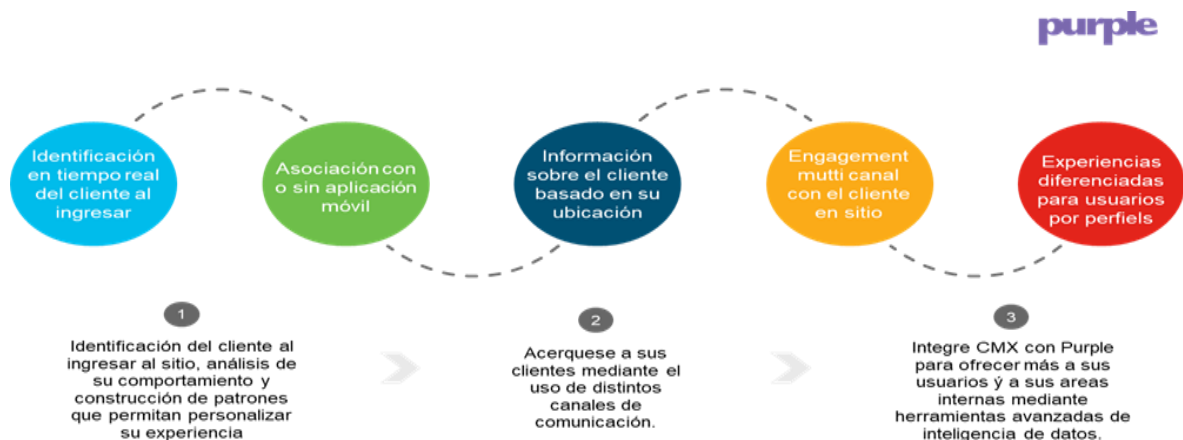 purple
Identificación
en tiempo real
del cliente al
ingresar
Asociación con
o sin aplicación
móvil
Información
sobre el cliente
basado en su
ubicación
Engagement
mutti canal
con el cliente
en sitio
Experiencias
diferenciadas
para usuarios
por perfiels
1
Identificación del cliente al
ingresar al sitio, análisis de
su comportamiento y
construcción de patrones
que permitan personalizar
su experiencia
2
Acerquese a sus
clientes mediante el
uso de distintos
canales de
comunicación.
3
Integre CMX con Purple
para ofrecer más a sus
usuarios ý a sus areas
internas mediante
herramientas avanzadas de
inteligencia de datos.